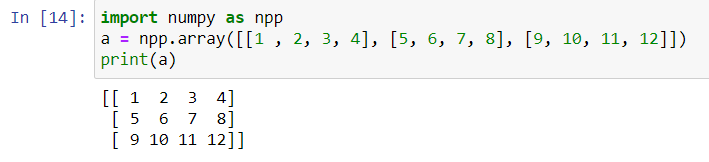 In [14]: import numpy as npp
a = npp.array([[1 , 2, 3, 4], [5, 6, 7, 8], [9, 10, 11, 12]])
print(a)
[[ 1  2  3  4]
 [ 5  6  7  8]
 [ 9 10 11 12]]